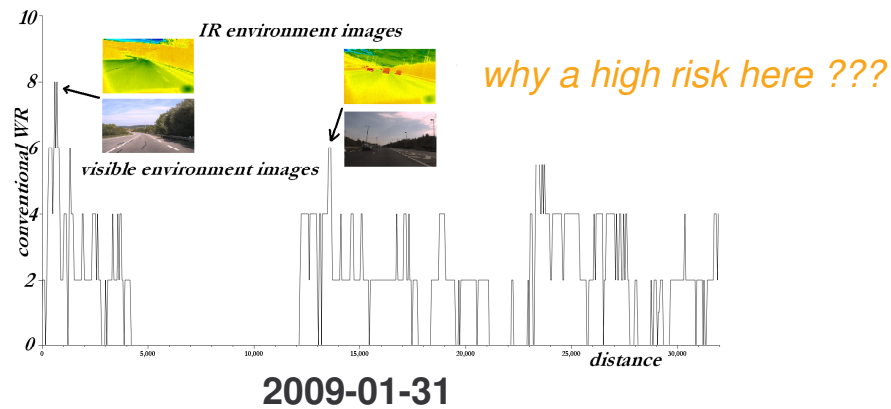 10
IR environment images
why a high risk here ???
8
conventional WR
6
visible environment images
4
2
0
0
5,000
10,000
15,000
20,000
25,000
30,000
distance
2009-01-31